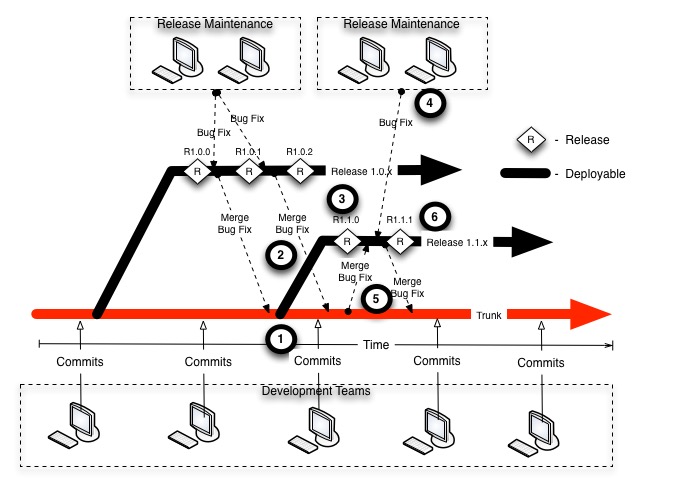 Release Maintenance
Release Maintenance
4
Bug Fix
Bug Fix
Bug Fix
R - Release
R1.0.0
R1.0.1
R1.0.2
R
R
R
Release 1.0.x
- Deployable
3
6
Merge
Bug Fix
Merge
Bug Fix
R1.1.0
R1.1.1
2
R
R
Release 1.1.x
Merge
Bug Fix
5
Merge
Bug Fix
Trunk
1
Time
Commits
Commits
Commits
Commits
Commits
Development Teams